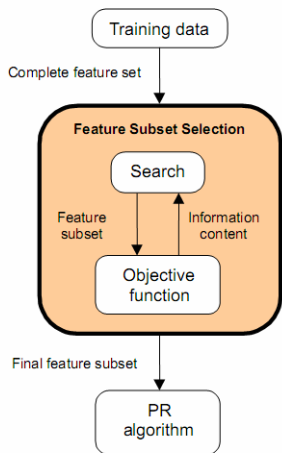 Training data
Complete feature set
Feature Subset Selection
Search
Feature
subset
Information
content
Objective
function
Final feature subset
PR
algorithm